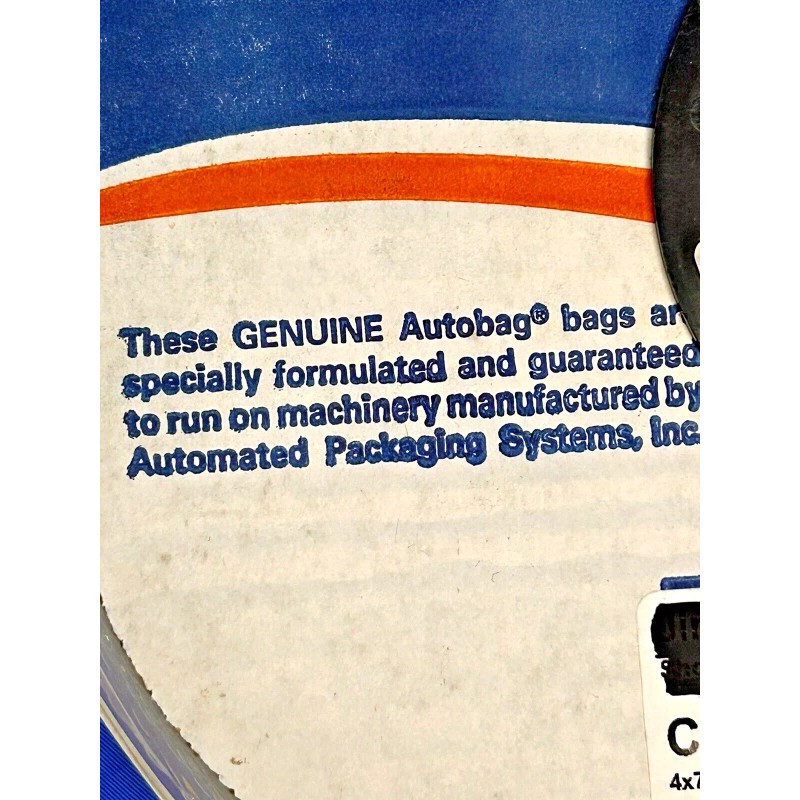 These GENUINE Autobag® bags ar
specially formulated and guaranteed
to run on machinery manufactured by
Automated Packaging Systems, Inc.
C
4x7